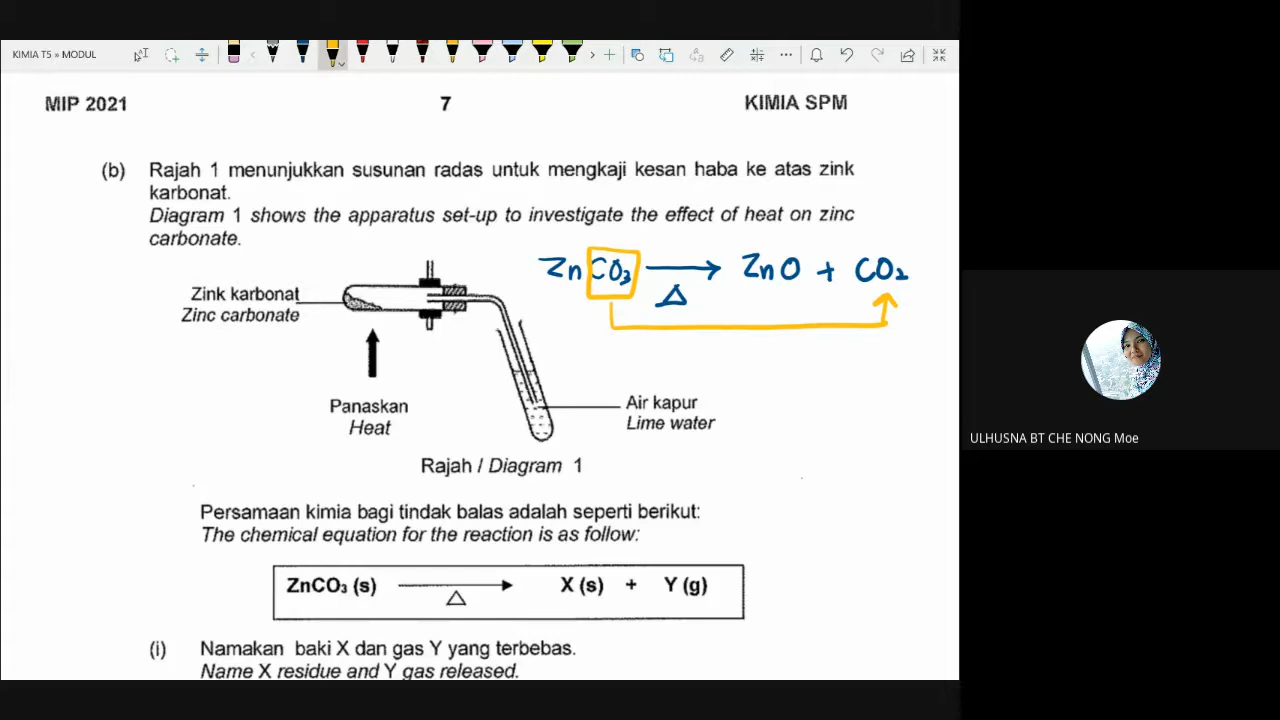 KIMIA T5 » MODUL
MIP 2021 7 KIMIA SPM
(b) Rajah 1 menunjukkan susunan radas untuk mengkaji kesan haba ke atas zink
karbonat.
Diagram 1 shows the apparatus set-up to investigate the effect of heat on zinc
carbonate.
ZnCO₃ → ZnO + CO₂
Δ
Zink karbonat
Zinc carbonate
Panaskan
Heat
Air kapur
Lime water
Rajah / Diagram 1
Persamaan kimia bagi tindak balas adalah seperti berikut:
The chemical equation for the reaction is as follow:
ZnCO₃ (s) → X (s) + Y (g)
Δ
(i) Namakan baki X dan gas Y yang terbebas.
Name X residue and Y gas released.
ULHUSNA BT CHE NONG Moe